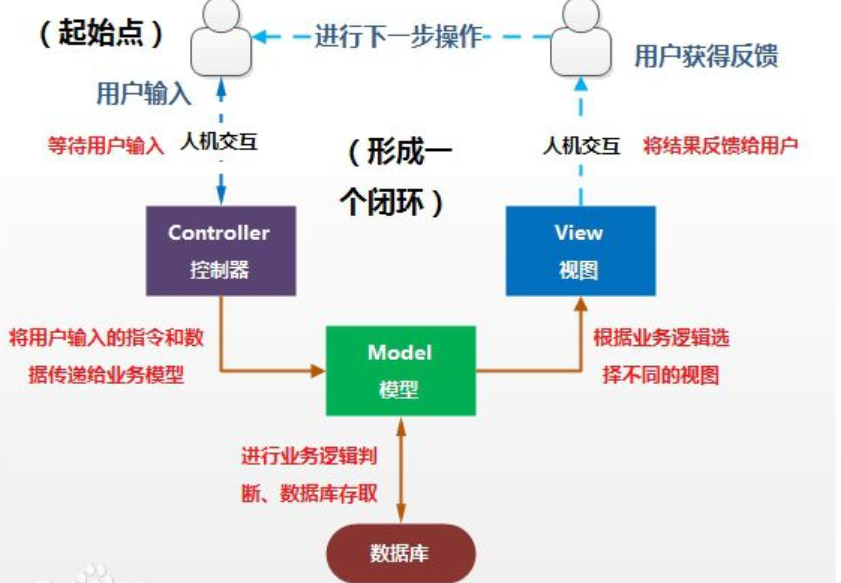 （起始点）
进行下一步操作
用户获得反馈
用户输入
等待用户输入
人机交互
（形成一
个闭环）
人机交互
将结果反馈给用户
Controller
控制器
View
视图
将用户输入的指令和数
据传递给业务模型
Model
模型
根据业务逻辑选
择不同的视图
进行业务逻辑判
断、数据库存取
数据库